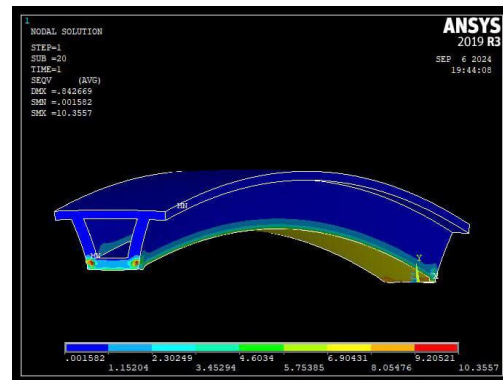 1
NODAL SOLUTION
STEP=1
SUB =20
TIME=1
SEQV (AVG)
DMX =.842669
SMN =.001582
SMX =10.3557
ANSYS
2019 R3
SEP 6 2024
19:44:08
MN
MX
Y
X
.001582 2.30249 4.6034 6.90431 9.20521
1.15204 3.45294 5.75385 8.05476 10.3557